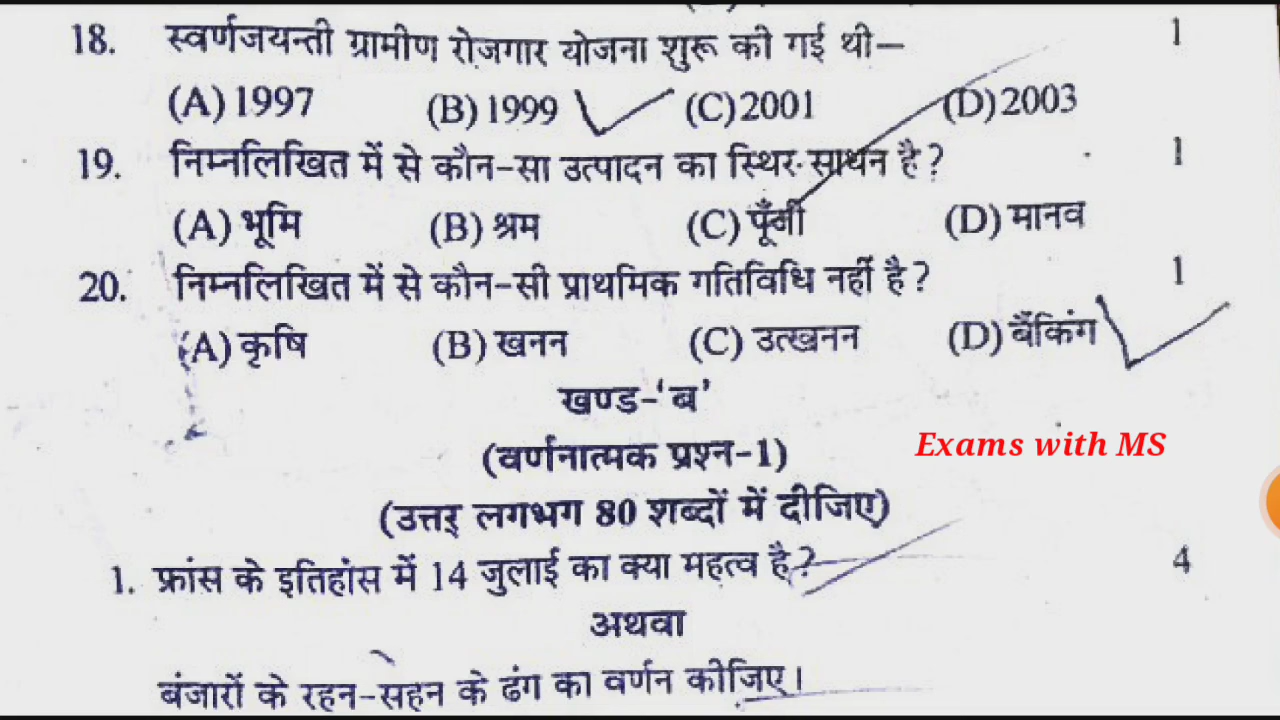 18. स्वर्णजयन्ती ग्रामीण रोजगार योजना शुरू की गई थी— 1
(A) 1997 (B) 1999 (C) 2001 (D) 2003
19. निम्नलिखित में से कौन-सा उत्पादन का स्थिर साधन है? 1
(A) भूमि (B) श्रम (C) पूँजी (D) मानव
20. निम्नलिखित में से कौन-सी प्राथमिक गतिविधि नहीं है? 1
(A) कृषि (B) खनन (C) उत्खनन (D) बैंकिंग
खण्ड-‘ब’
(वर्णनात्मक प्रश्न-1)
Exams with MS
(उत्तर लगभग 80 शब्दों में दीजिए)
1. फ्रांस के इतिहास में 14 जुलाई का क्या महत्व है? 4
अथवा
बंजारों के रहन-सहन के ढंग का वर्णन कीजिए।